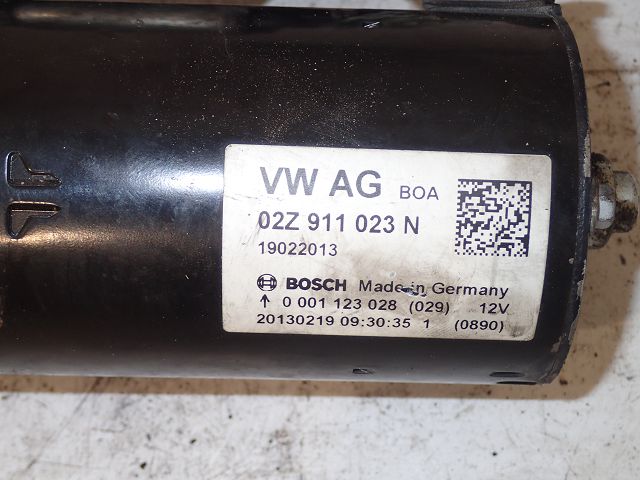 VW AG BOA
02Z 911 023 N
19022013
BOSCH Made in Germany
↑ 0 001 123 028 (029) 12V
20130219 09:30:35 1 (0890)